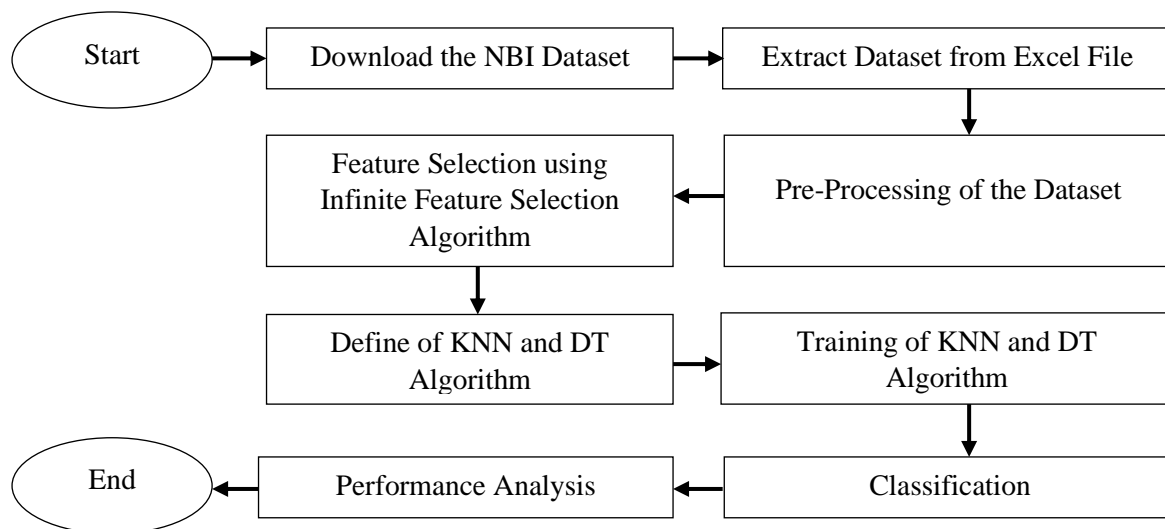 Start
Download the NBI Dataset
Extract Dataset from Excel File
Pre-Processing of the Dataset
Feature Selection using
Infinite Feature Selection
Algorithm
Define of KNN and DT
Algorithm
Training of KNN and DT
Algorithm
Classification
Performance Analysis
End